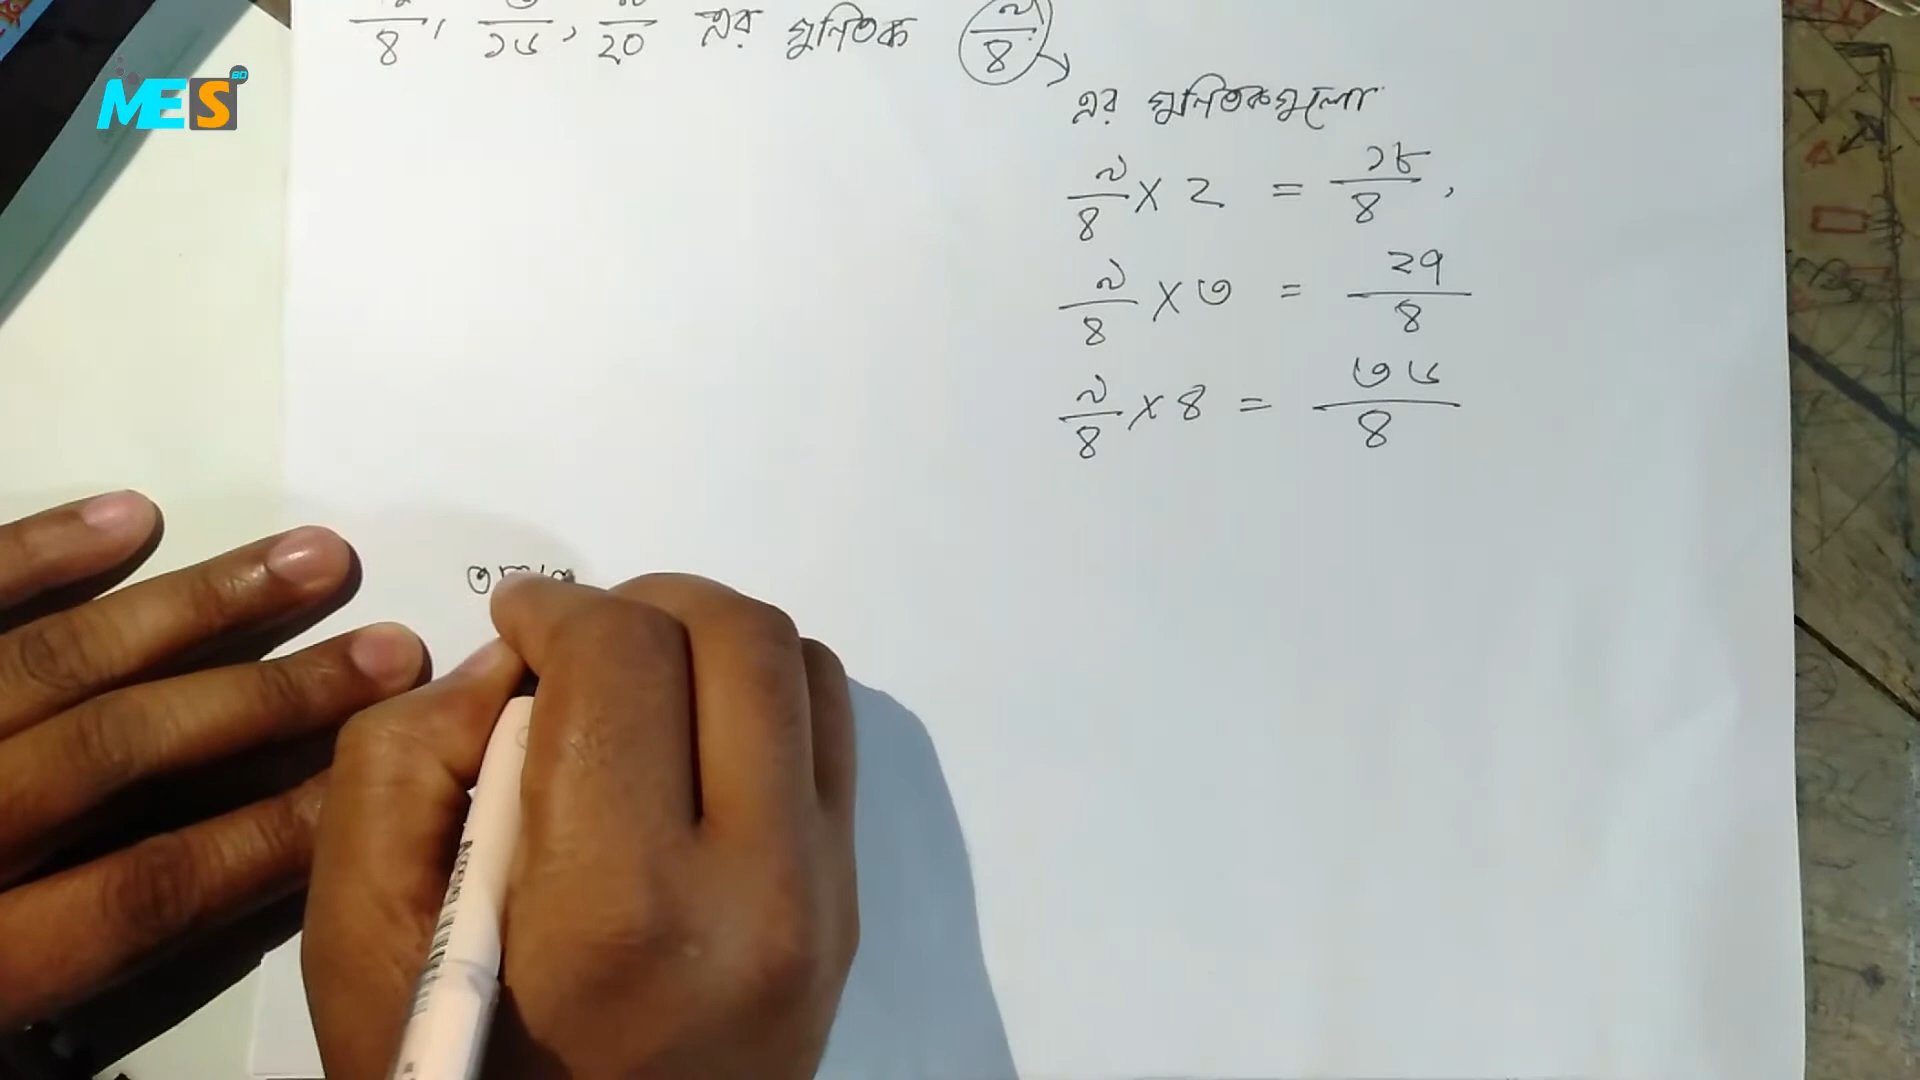 MES BD
/৪, /১৬, /২০ এর গুণিতক ৯/৪
এর গুণিতকগুলো
৯/৪ × ২ = ১৮/৪,
৯/৪ × ৩ = ২৭/৪
৯/৪ × ৪ = ৩৬/৪